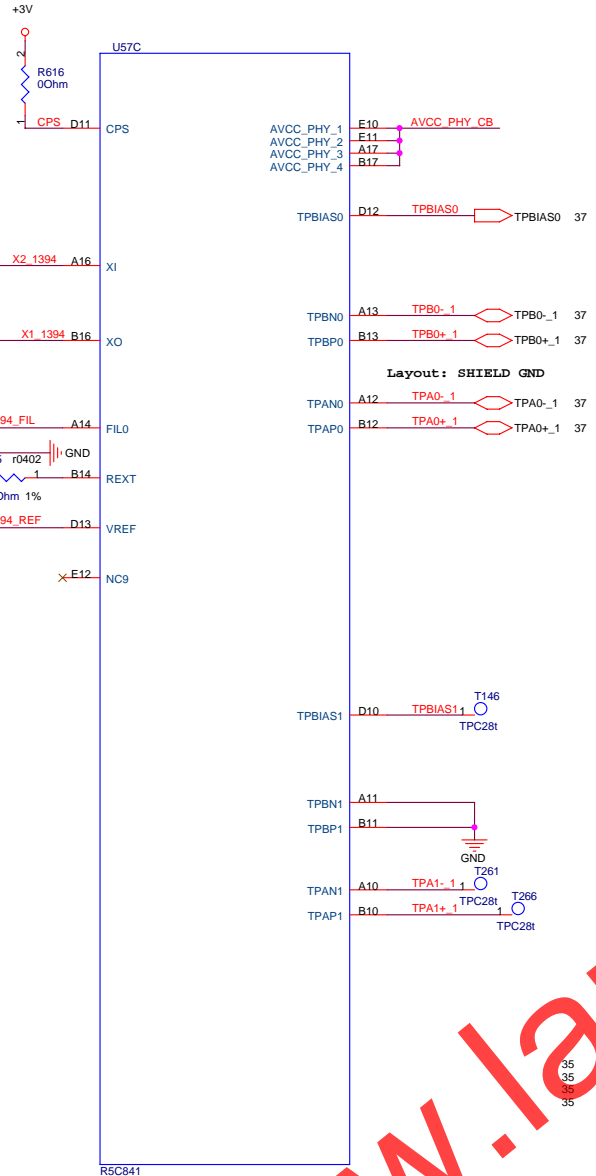 +3V
U57C
2
R616
0Ohm
1
CPS D11 CPS
AVCC_PHY_1 E10 AVCC_PHY_CB
AVCC_PHY_2 E11
AVCC_PHY_3 A17
AVCC_PHY_4 B17
TPBIAS0 D12 TPBIAS0 TPBIAS0 37
X2_1394 A16 XI
TPBN0 A13 TPB0-_1 TPB0-_1 37
X1_1394 B16 XO
TPBP0 B13 TPB0+_1 TPB0+_1 37
Layout: SHIELD GND
TPAN0 A12 TPA0-_1 TPA0-_1 37
94_FIL A14 FIL0
TPAP0 B12 TPA0+_1 TPA0+_1 37
GND
r0402
1 B14 REXT
Ohm 1%
94_REF D13 VREF
E12 NC9
T146
TPBIAS1 D10 TPBIAS1 1
TPC28t
TPBN1 A11
TPBP1 B11
GND
T261
TPAN1 A10 TPA1-_1 1
TPC28t
T266
TPAP1 B10 TPA1+_1 1
TPC28t
w.la
35
35
35
35
R5C841